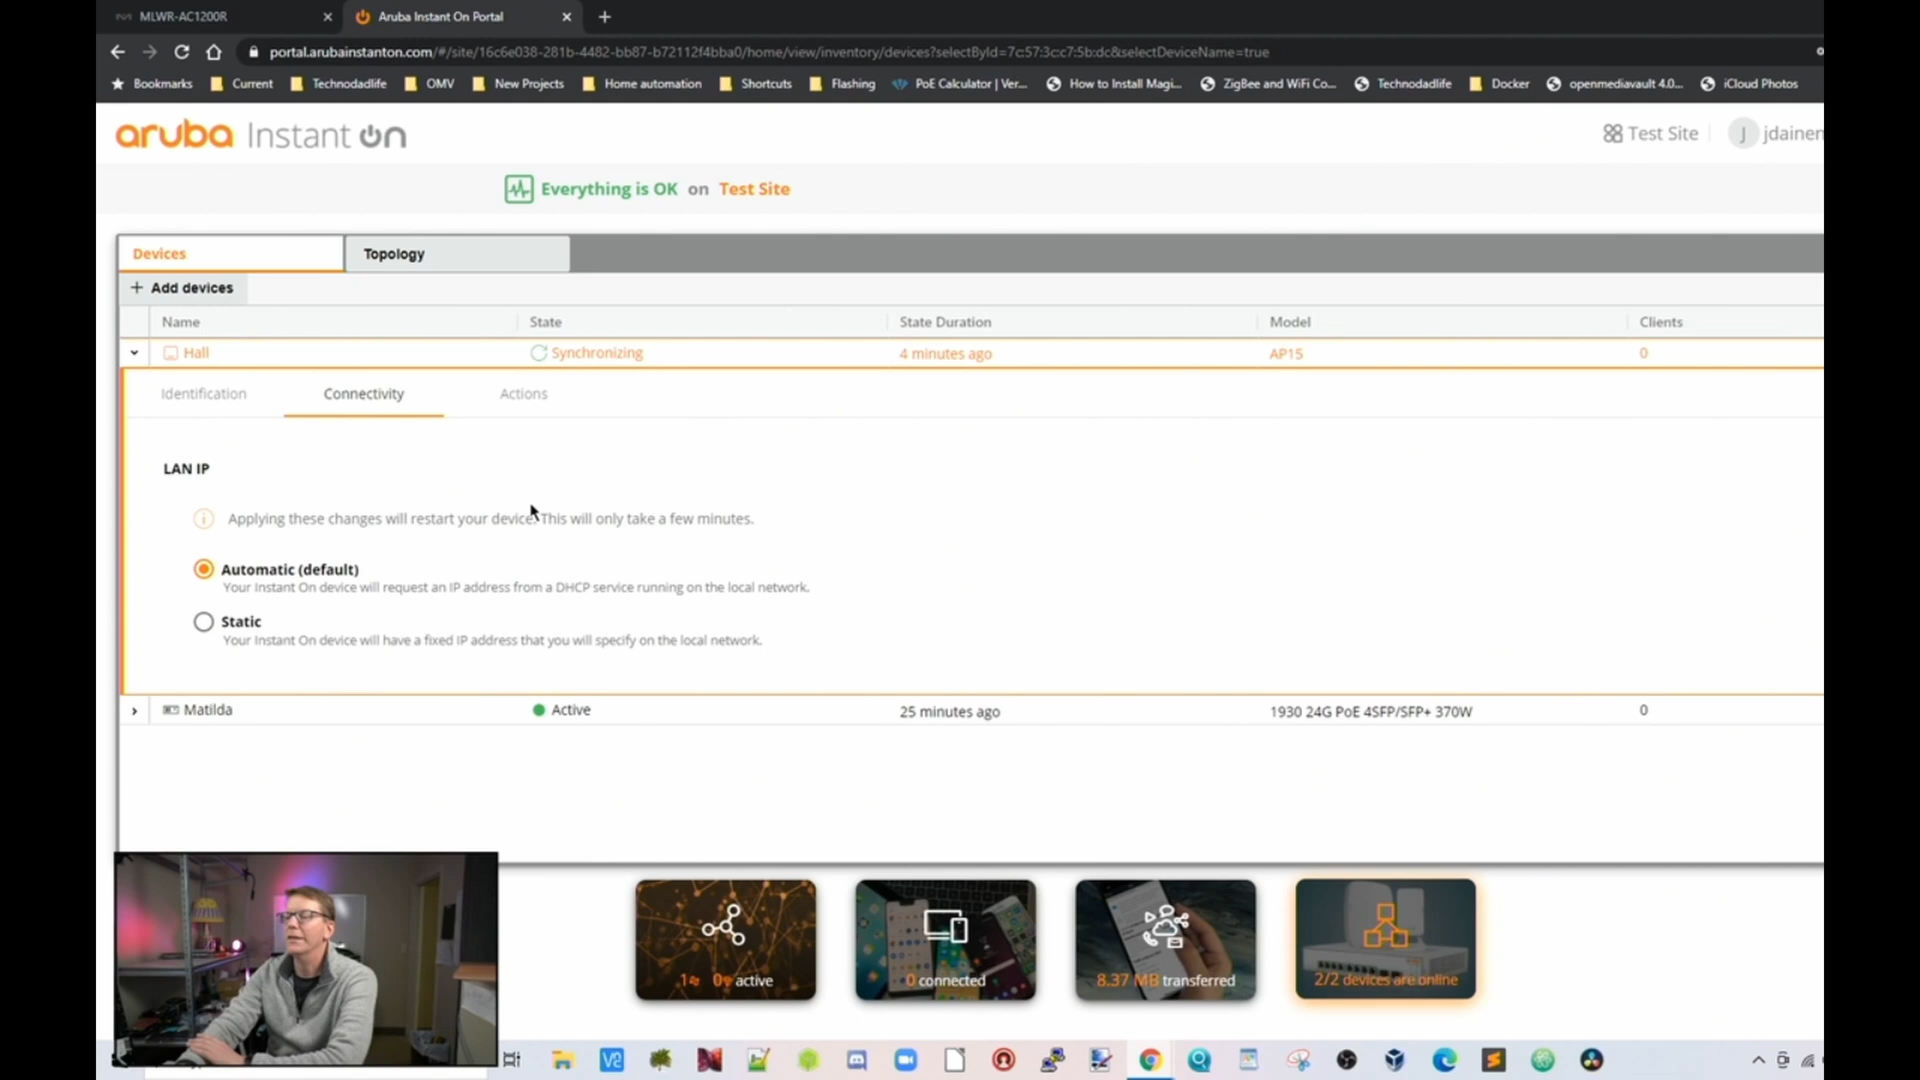 MLWR-AC1200R
Aruba Instant On Portal
portal.arubainstanton.com/#/site/16c6e038-281b-4482-bb87-b72112f4bba0/home/view/inventory/devices?selectById=7c:57:3c:c7:5b:dc&selectDeviceName=true
Bookmarks Current Technodadlife OMV New Projects Home automation Shortcuts Flashing PoE Calculator | Ver... How to Install Magi... ZigBee and WiFi Co... Technodadlife Docker openmediavault 4.0... iCloud Photos
aruba Instant On
Test Site
J jdainen
Everything is OK on Test Site
Devices
Topology
+ Add devices
Name State State Duration Model Clients
Hall Synchronizing 4 minutes ago AP15 0
Identification Connectivity Actions
LAN IP
Applying these changes will restart your device. This will only take a few minutes.
Automatic (default)
Your Instant On device will request an IP address from a DHCP service running on the local network.
Static
Your Instant On device will have a fixed IP address that you will specify on the local network.
Matilda Active 25 minutes ago 1930 24G PoE 4SFP/SFP+ 370W 0
1 0 active
0 connected
8.37 MB transferred
2/2 devices are online